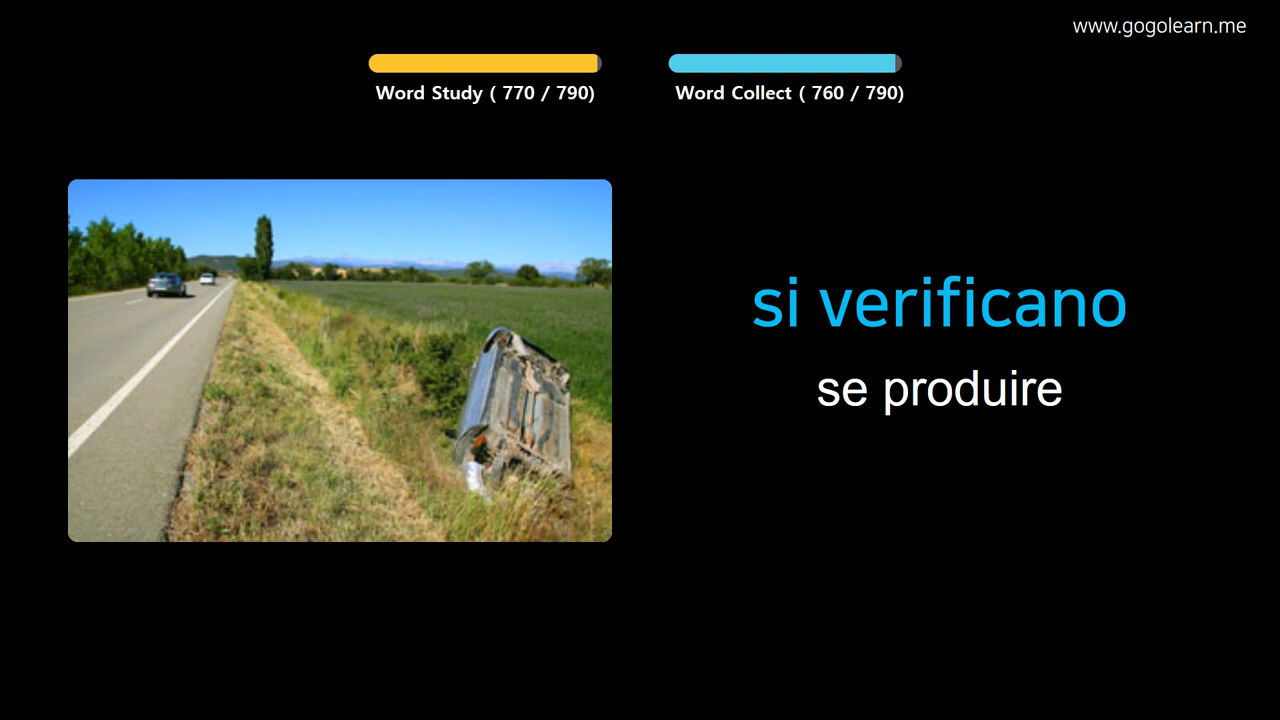 www.gogolearn.me
Word Study ( 770 / 790)
Word Collect ( 760 / 790)
si verificano
se produire